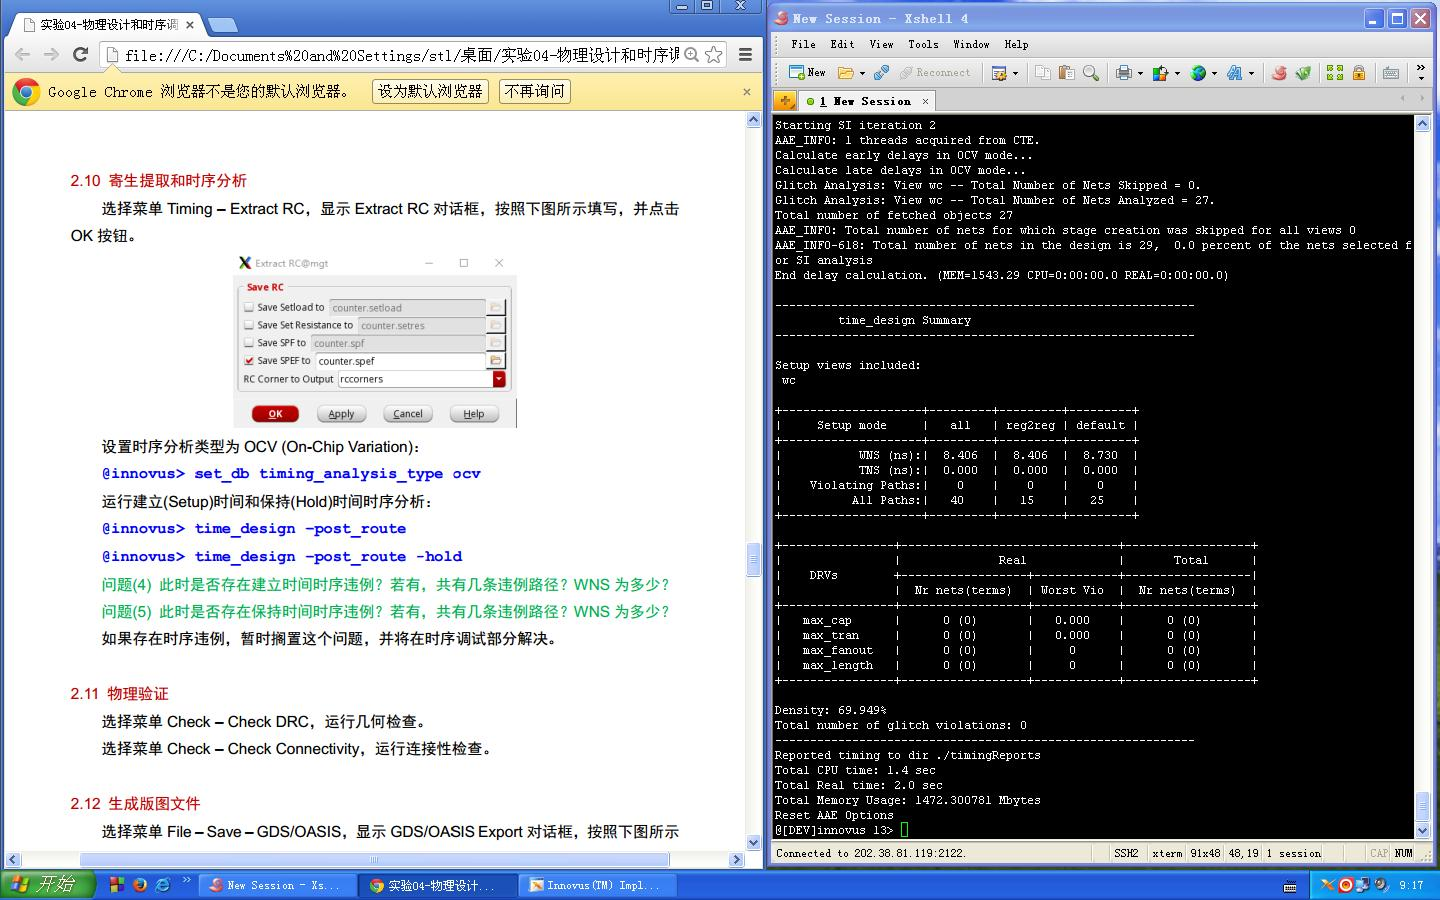 实验04-物理设计和时序调
file:///C:/Documents%20and%20Settings/stl/桌面/实验04-物理设计和时序调
Google Chrome 浏览器不是您的默认浏览器。 设为默认浏览器 不再询问
2.10 寄生提取和时序分析
选择菜单 Timing – Extract RC，显示 Extract RC 对话框，按照下图所示填写，并点击
OK 按钮。
Extract RC@mgt
Save RC
Save Setload to counter.setload
Save Set Resistance to counter.setres
Save SPF to counter.spf
Save SPEF to counter.spef
RC Corner to Output rccorners
OK Apply Cancel Help
设置时序分析类型为 OCV (On-Chip Variation)：
@innovus> set_db timing_analysis_type ocv
运行建立(Setup)时间和保持(Hold)时间时序分析：
@innovus> time_design –post_route
@innovus> time_design –post_route -hold
问题(4) 此时是否存在建立时间时序违例？若有，共有几条违例路径？WNS 为多少？
问题(5) 此时是否存在保持时间时序违例？若有，共有几条违例路径？WNS 为多少？
如果存在时序违例，暂时搁置这个问题，并将在时序调试部分解决。
2.11 物理验证
选择菜单 Check – Check DRC，运行几何检查。
选择菜单 Check – Check Connectivity，运行连接性检查。
2.12 生成版图文件
选择菜单 File – Save – GDS/OASIS，显示 GDS/OASIS Export 对话框，按照下图所示
New Session - Xshell 4
File Edit View Tools Window Help
New Reconnect
1 New Session
Starting SI iteration 2
AAE_INFO: 1 threads acquired from CTE.
Calculate early delays in OCV mode...
Calculate late delays in OCV mode...
Glitch Analysis: View wc -- Total Number of Nets Skipped = 0.
Glitch Analysis: View wc -- Total Number of Nets Analyzed = 27.
Total number of fetched objects 27
AAE_INFO: Total number of nets for which stage creation was skipped for all views 0
AAE_INFO-618: Total number of nets in the design is 29,  0.0 percent of the nets selected f
or SI analysis
End delay calculation. (MEM=1543.29 CPU=0:00:00.0 REAL=0:00:00.0)
------------------------------------------------------------
time_design Summary
------------------------------------------------------------
Setup views included:
wc
+--------------------+---------+---------+---------+
| Setup mode | all | reg2reg | default |
+--------------------+---------+---------+---------+
| WNS (ns):| 8.406 | 8.406 | 8.730 |
| TNS (ns):| 0.000 | 0.000 | 0.000 |
| Violating Paths:| 0 | 0 | 0 |
| All Paths:| 40 | 15 | 25 |
+--------------------+---------+---------+---------+
+----------------+-------------------------------+------------------+
| | Real | Total |
| DRVs +------------------+------------+------------------|
| | Nr nets(terms) | Worst Vio | Nr nets(terms) |
+----------------+------------------+------------+------------------+
| max_cap | 0 (0) | 0.000 | 0 (0) |
| max_tran | 0 (0) | 0.000 | 0 (0) |
| max_fanout | 0 (0) | 0 | 0 (0) |
| max_length | 0 (0) | 0 | 0 (0) |
+----------------+------------------+------------+------------------+
Density: 69.949%
Total number of glitch violations: 0
------------------------------------------------------------
Reported timing to dir ./timingReports
Total CPU time: 1.4 sec
Total Real time: 2.0 sec
Total Memory Usage: 1472.300781 Mbytes
Reset AAE Options
@[DEV]innovus 13>
Connected to 202.38.81.119:2122. SSH2 xterm 91x48 48,19 1 session CAP NUM
开始 New Session - Xs... 实验04-物理设计... Innovus(TM) Impl... 9:17